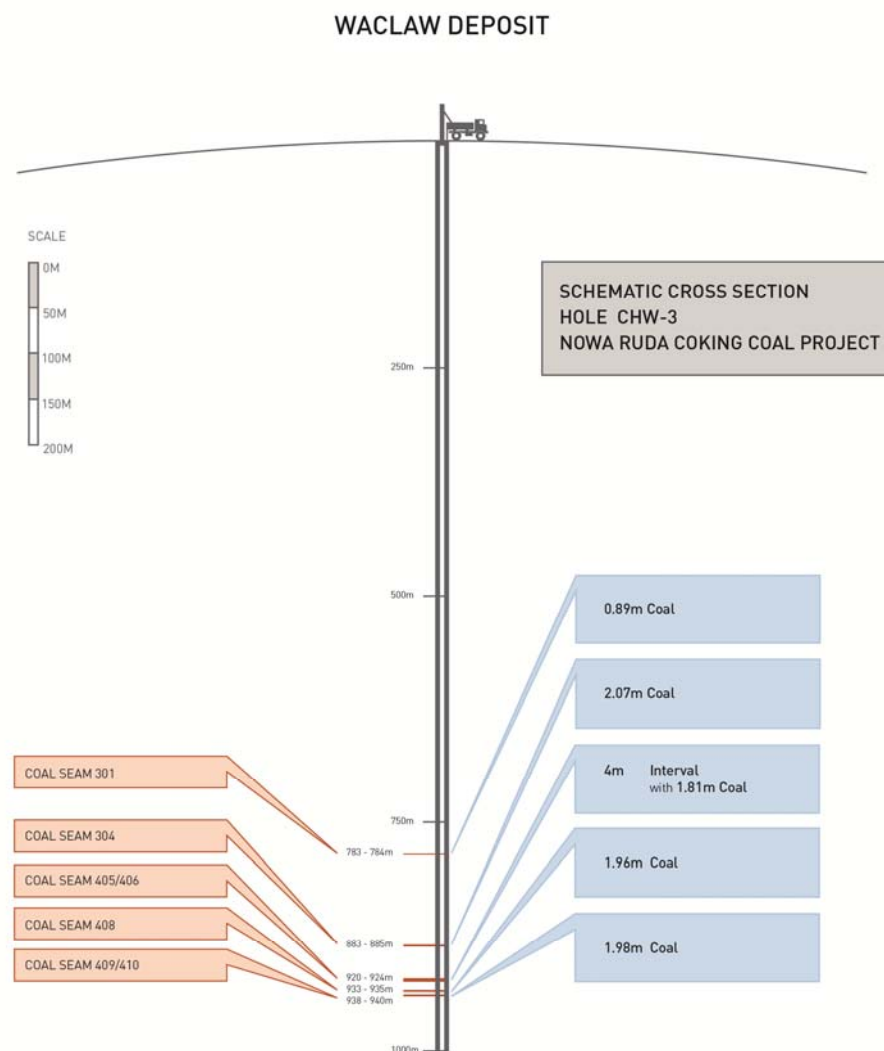 WACLAW DEPOSIT
SCALE
0M
50M
100M
150M
200M
SCHEMATIC CROSS SECTION
HOLE CHW-3
NOWA RUDA COKING COAL PROJECT
250m
500m
750m
1000m
COAL SEAM 301
783 - 784m
0.89m Coal
COAL SEAM 304
883 - 885m
2.07m Coal
COAL SEAM 405/406
920 - 924m
4m Interval
with 1.81m Coal
COAL SEAM 408
933 - 935m
1.96m Coal
COAL SEAM 409/410
938 - 940m
1.98m Coal